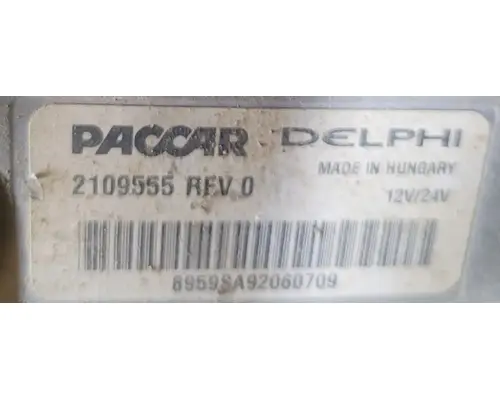 PACCAR DELPHI
MADE IN HUNGARY
2109555 REV 0
12V/24V
8959SA92060709